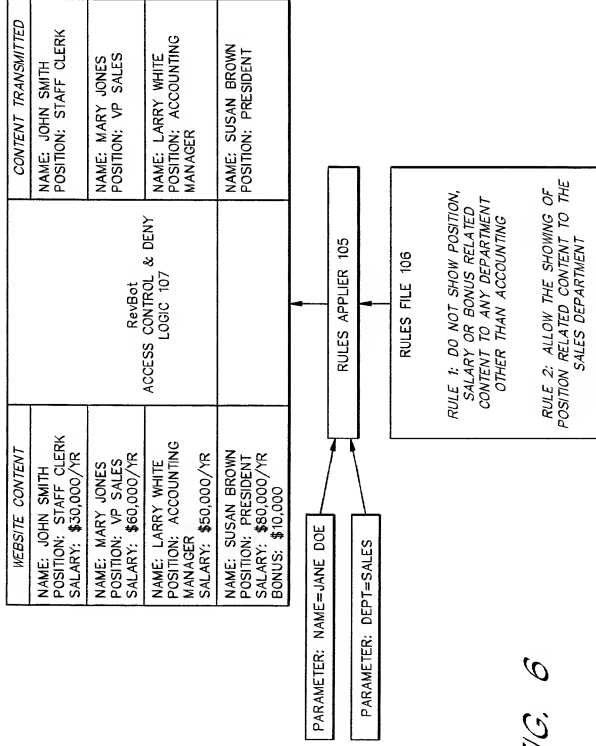 WEBSITE CONTENT
NAME: JOHN SMITH
POSITION: STAFF CLERK
SALARY: $30,000/YR
NAME: MARY JONES
POSITION: VP SALES
SALARY: $60,000/YR
NAME: LARRY WHITE
POSITION: ACCOUNTING
MANAGER
SALARY: $50,000/YR
NAME: SUSAN BROWN
POSITION: PRESIDENT
SALARY: $80,000/YR
BONUS: $10,000
RevBot
ACCESS CONTROL & DENY
LOGIC 107
CONTENT TRANSMITTED
NAME: JOHN SMITH
POSITION: STAFF CLERK
NAME: MARY JONES
POSITION: VP SALES
NAME: LARRY WHITE
POSITION: ACCOUNTING
MANAGER
NAME: SUSAN BROWN
POSITION: PRESIDENT
PARAMETER: NAME=JANE DOE
PARAMETER: DEPT=SALES
RULES APPLIER 105
RULES FILE 106
RULE 1: DO NOT SHOW POSITION,
SALARY OR BONUS RELATED
CONTENT TO ANY DEPARTMENT
OTHER THAN ACCOUNTING
RULE 2: ALLOW THE SHOWING OF
POSITION RELATED CONTENT TO THE
SALES DEPARTMENT
IG. 6